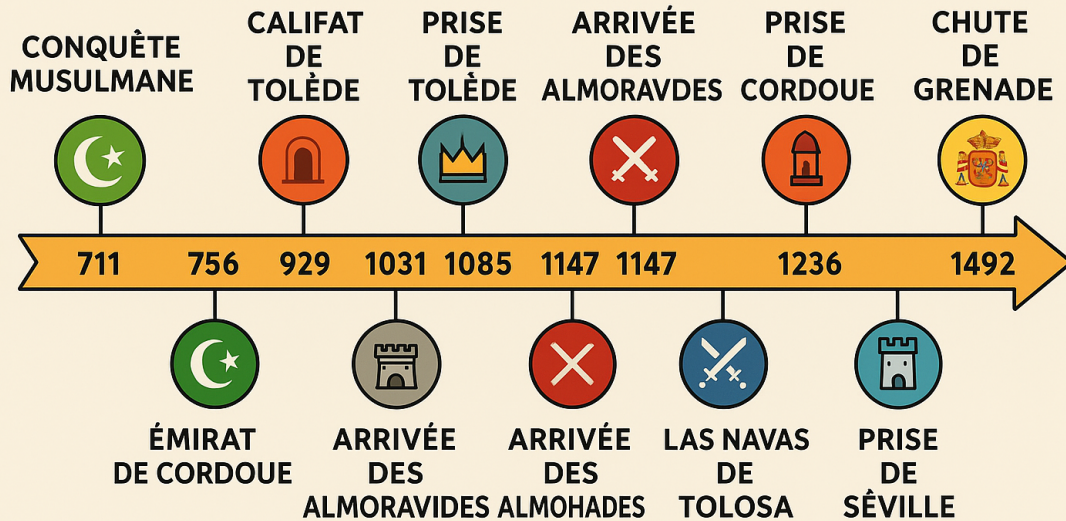 CONQUÊTE
MUSULMANE
CALIFAT
DE
TOLÈDE
PRISE
DE
TOLÈDE
ARRIVÉE
DES
ALMORAVDES
PRISE
DE
CORDOUE
CHUTE
DE
GRENADE
711 756 929 1031 1085 1147 1147 1236 1492
ÉMIRAT
DE CORDOUE
ARRIVÉE
DES
ALMORAVIDES
ARRIVÉE
DES
ALMOHADES
LAS NAVAS
DE
TOLOSA
PRISE
DE
SÊVILLE